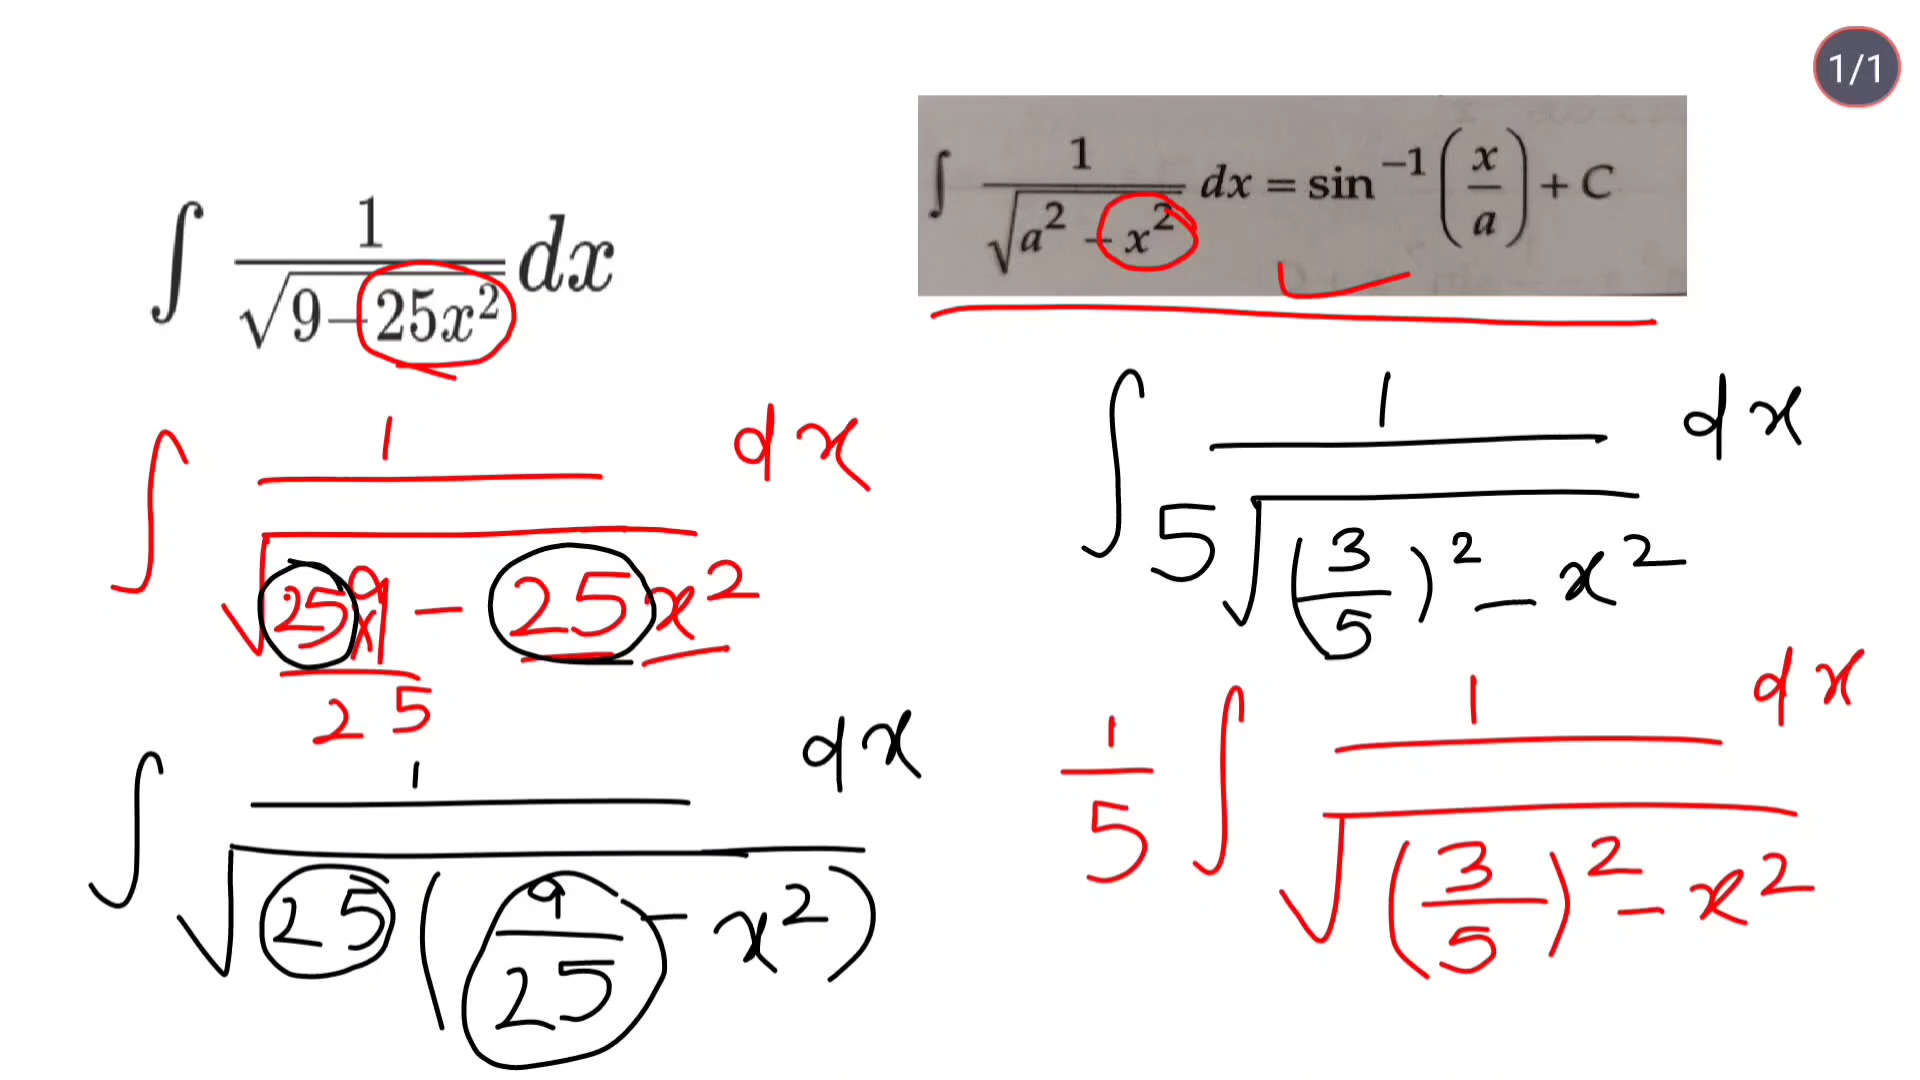 1/1
∫ 1/√(9−25x²) dx
∫ 1/√(a² − x²) dx = sin⁻¹(x/a) + C
∫ 1/√(25×9/25 − 25x²) dx
∫ 1/√(25(9/25 − x²)) dx
∫ 1/(5√((3/5)² − x²)) dx
1/5 ∫ 1/√((3/5)² − x²) dx